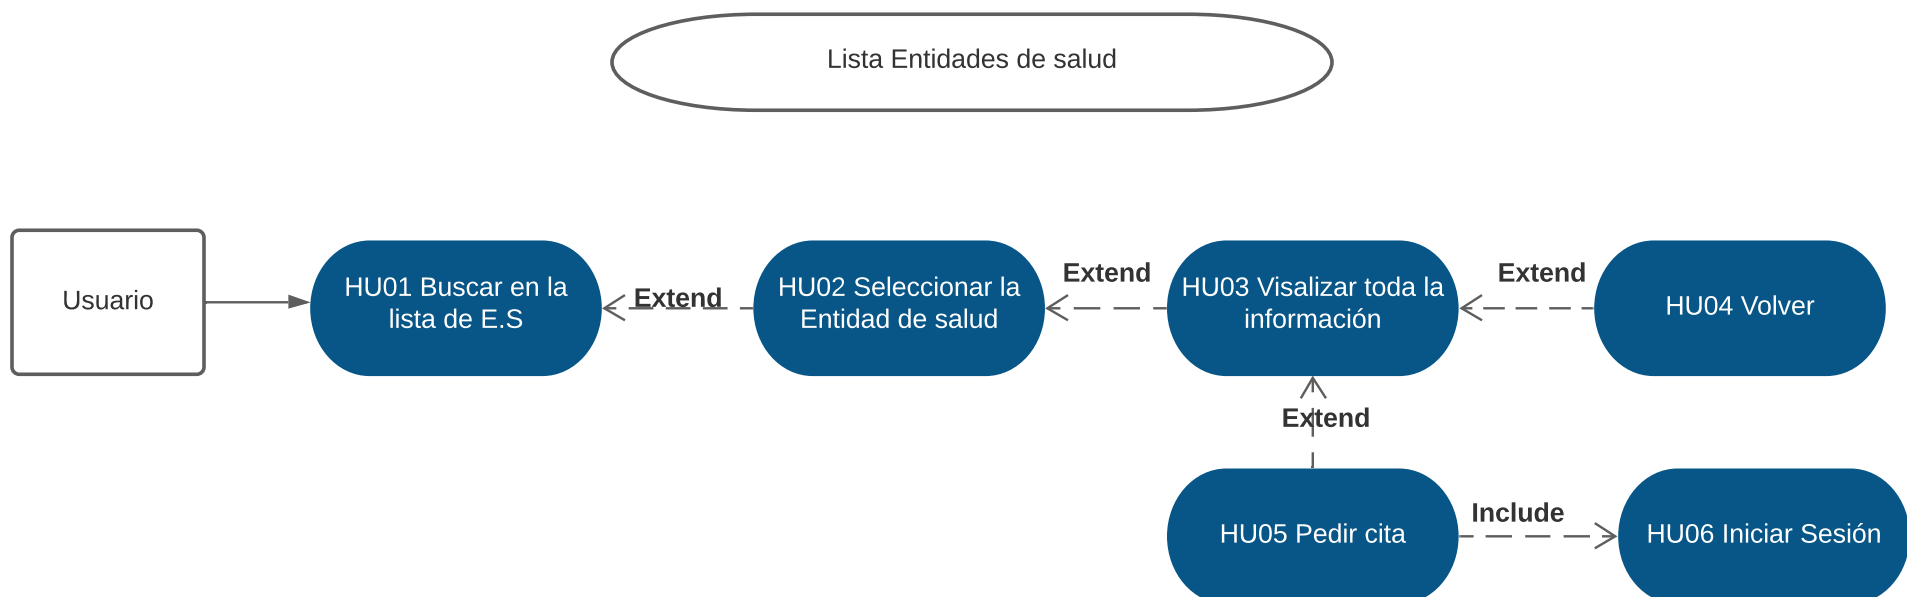 Lista Entidades de salud
Usuario
HU01 Buscar en la
lista de E.S
Extend
HU02 Seleccionar la
Entidad de salud
Extend
HU03 Visalizar toda la
información
Extend
HU04 Volver
Extend
HU05 Pedir cita
Include
HU06 Iniciar Sesión